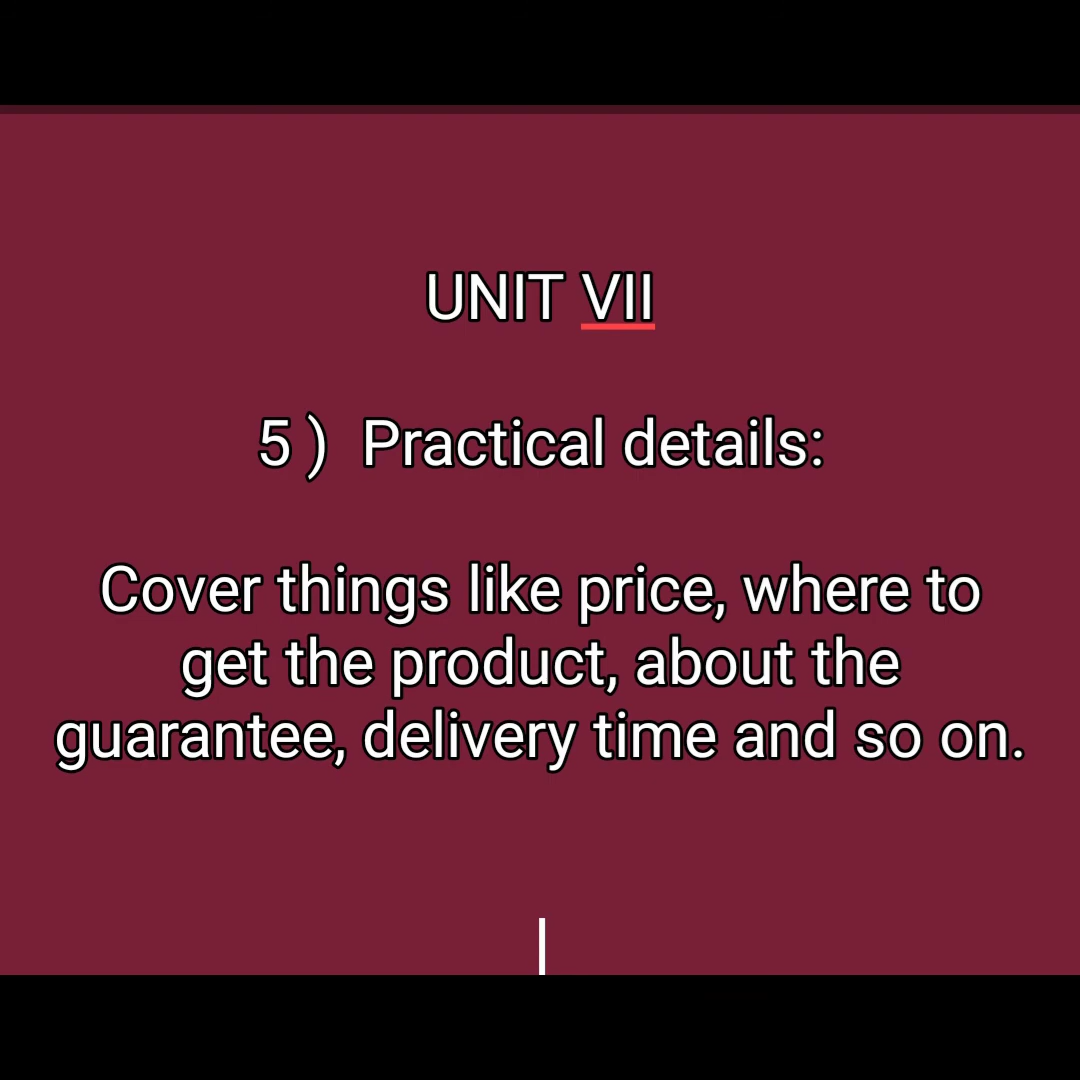 UNIT VII
5 ) Practical details:
Cover things like price, where to
get the product, about the
guarantee, delivery time and so on.